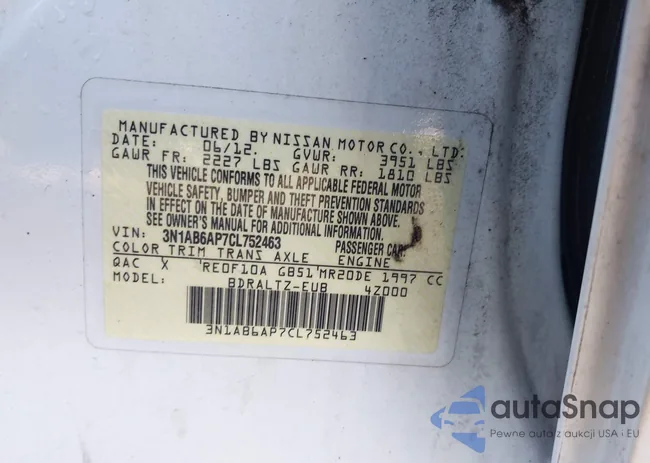 MANUFACTURED BY NISSAN MOTOR CO., LTD.
DATE: 06/12. GVWR: 3951 LBS
GAWR FR: 2227 LBS GAWR RR: 1810 LBS
THIS VEHICLE CONFORMS TO ALL APPLICABLE FEDERAL MOTOR
VEHICLE SAFETY, BUMPER AND THEFT PREVENTION STANDARDS
IN EFFECT ON THE DATE OF MANUFACTURE SHOWN ABOVE.
SEE OWNER'S MANUAL FOR ADDITIONAL INFORMATION.
VIN: 3N1AB6AP7CL752463 PASSENGER CAR
COLOR TRIM TRANS AXLE ENGINE
QAC X RE0F10A GB51 MR20DE 1997 CC
MODEL: BDRALTZ-EUB 4Z000
3N1AB6AP7CL752463
autoSnap
Pewne auta z aukcji USA i EU